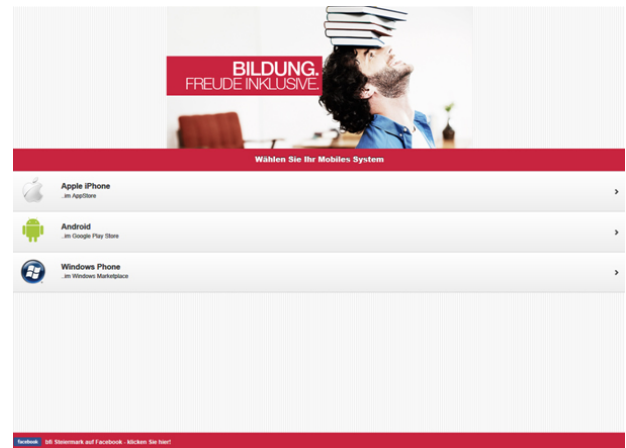 BILDUNG.
FREUDE INKLUSIVE.
Wählen Sie Ihr Mobiles System
Apple iPhone
..im AppStore
Android
..im Google Play Store
Windows Phone
..im Windows Marketplace
facebook bfi Steiermark auf Facebook - klicken Sie hier!